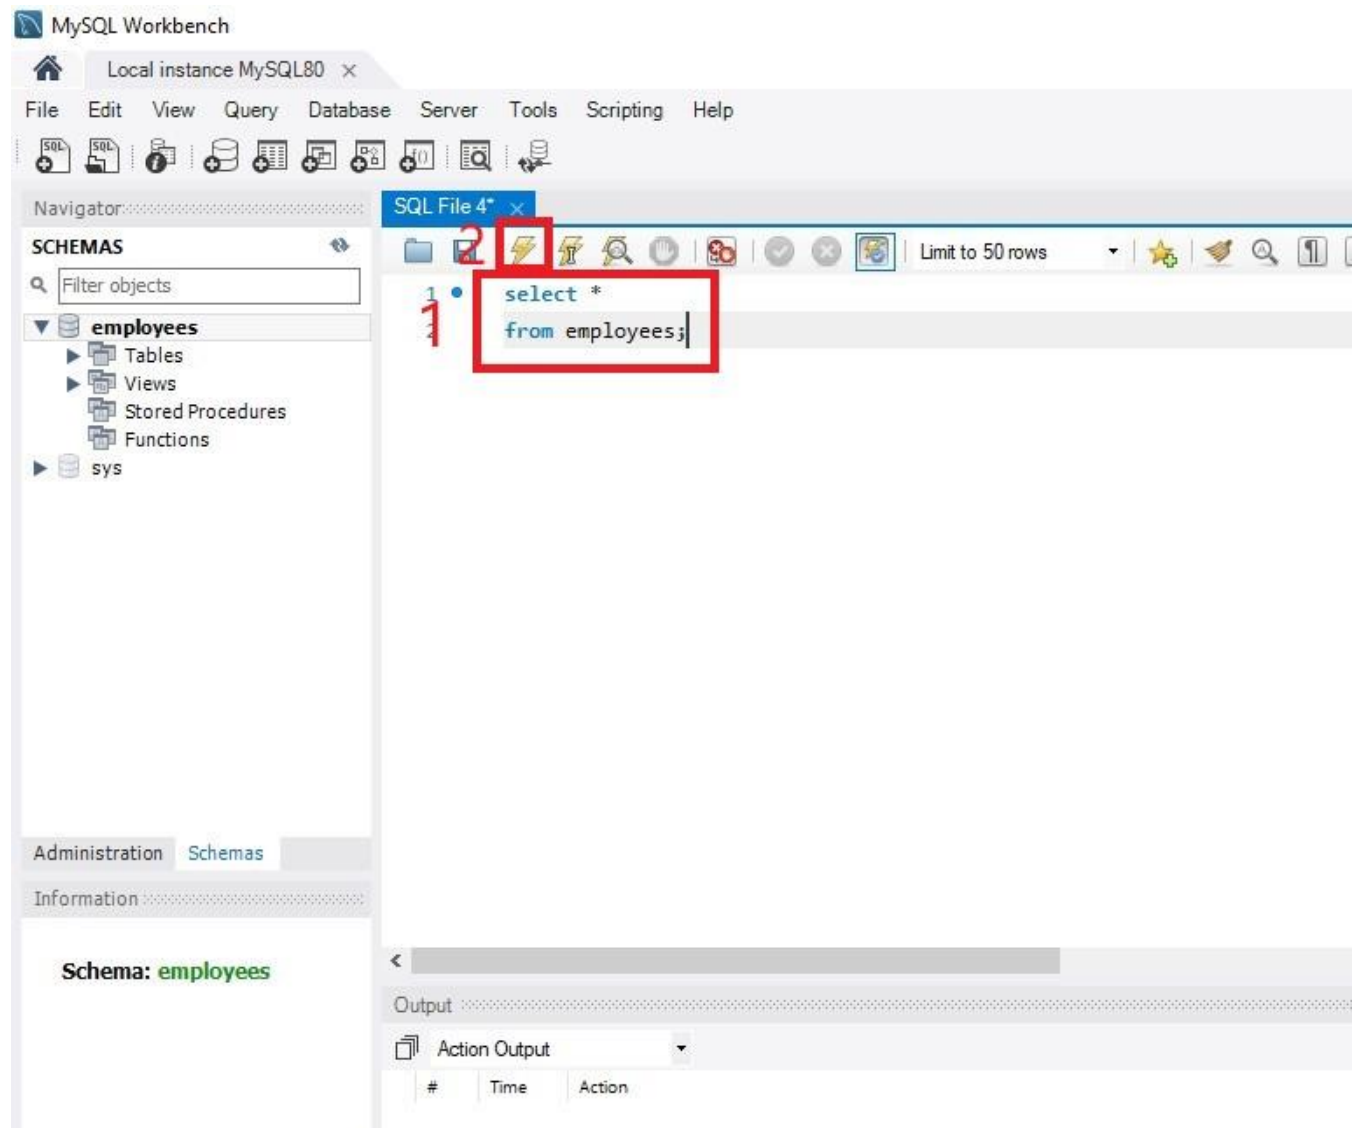 MySQL Workbench
Local instance MySQL80
File Edit View Query Database Server Tools Scripting Help
SQL SQL
Navigator
SQL File 4*
SCHEMAS
2
Limit to 50 rows
Filter objects
1 select *
1
2 from employees;
employees
Tables
Views
Stored Procedures
Functions
sys
Administration Schemas
Information
Schema: employees
Output
Action Output
# Time Action